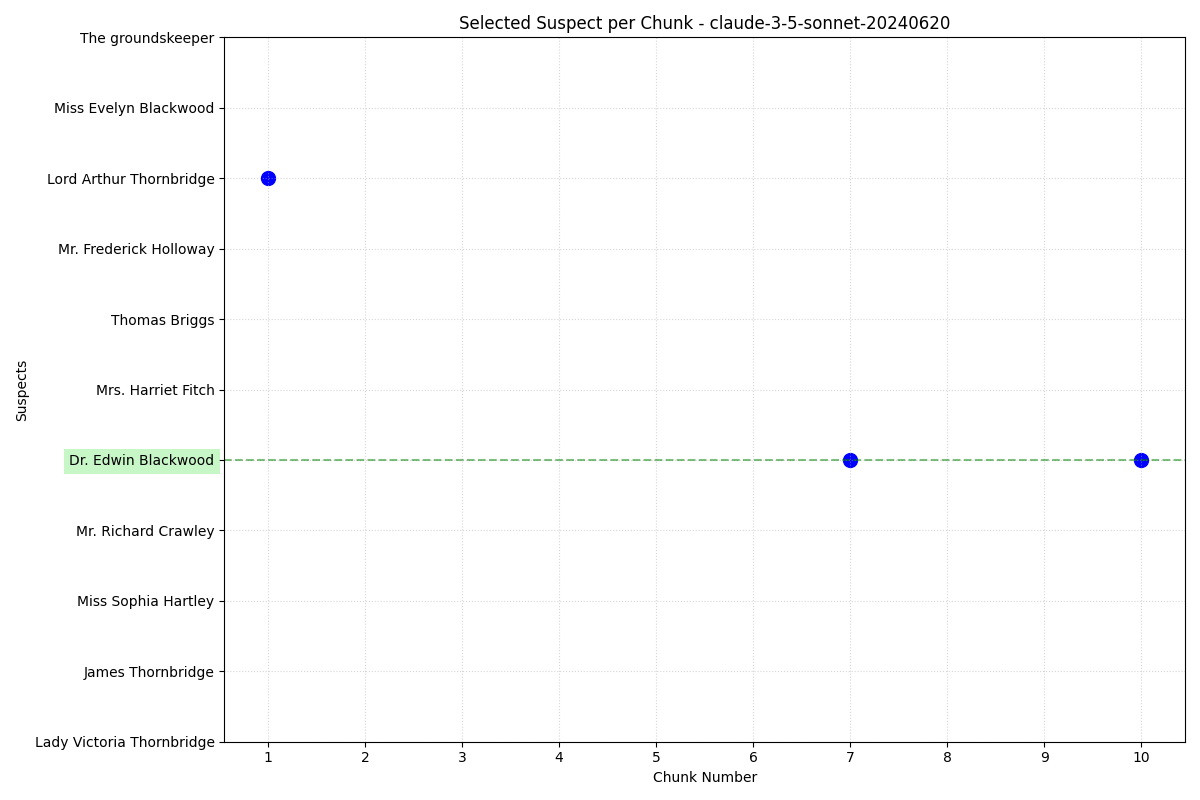 Selected Suspect per Chunk - claude-3-5-sonnet-20240620
The groundskeeper
Miss Evelyn Blackwood
Lord Arthur Thornbridge
Mr. Frederick Holloway
Thomas Briggs
Mrs. Harriet Fitch
Dr. Edwin Blackwood
Mr. Richard Crawley
Miss Sophia Hartley
James Thornbridge
Lady Victoria Thornbridge
Suspects
1 2 3 4 5 6 7 8 9 10
Chunk Number